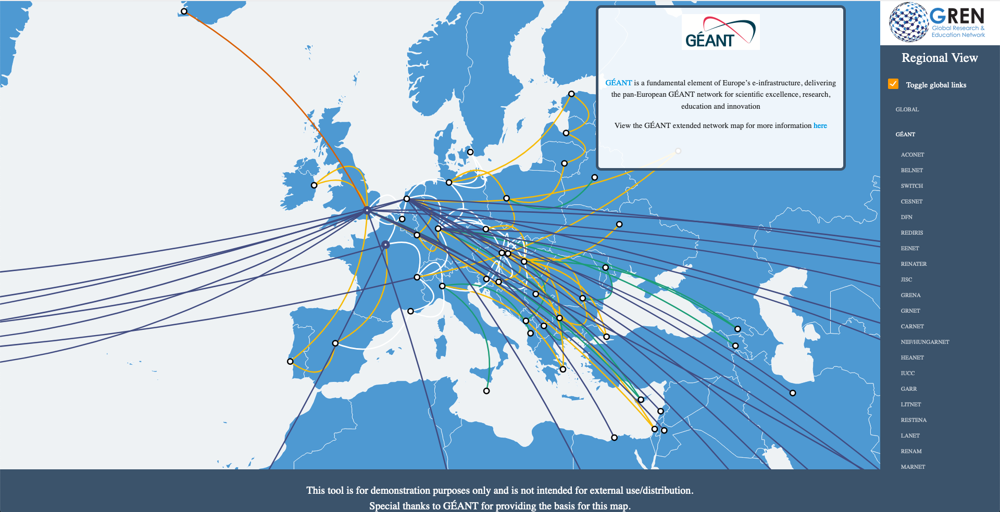 GÉANT
GÉANT is a fundamental element of Europe’s e-infrastructure, delivering
the pan-European GÉANT network for scientific excellence, research,
education and innovation
View the GÉANT extended network map for more information here
GREN
Global Research &
Education Network
Regional View
Toggle global links
GLOBAL
GÉANT
ACONET
BELNET
SWITCH
CESNET
DFN
REDIRIS
EENET
RENATER
JISC
GRENA
GRNET
CARNET
NIIF/HUNGARNET
HEANET
IUCC
GARR
LITNET
RESTENA
LANET
RENAM
MARNET
This tool is for demonstration purposes only and is not intended for external use/distribution.
Special thanks to GÉANT for providing the basis for this map.